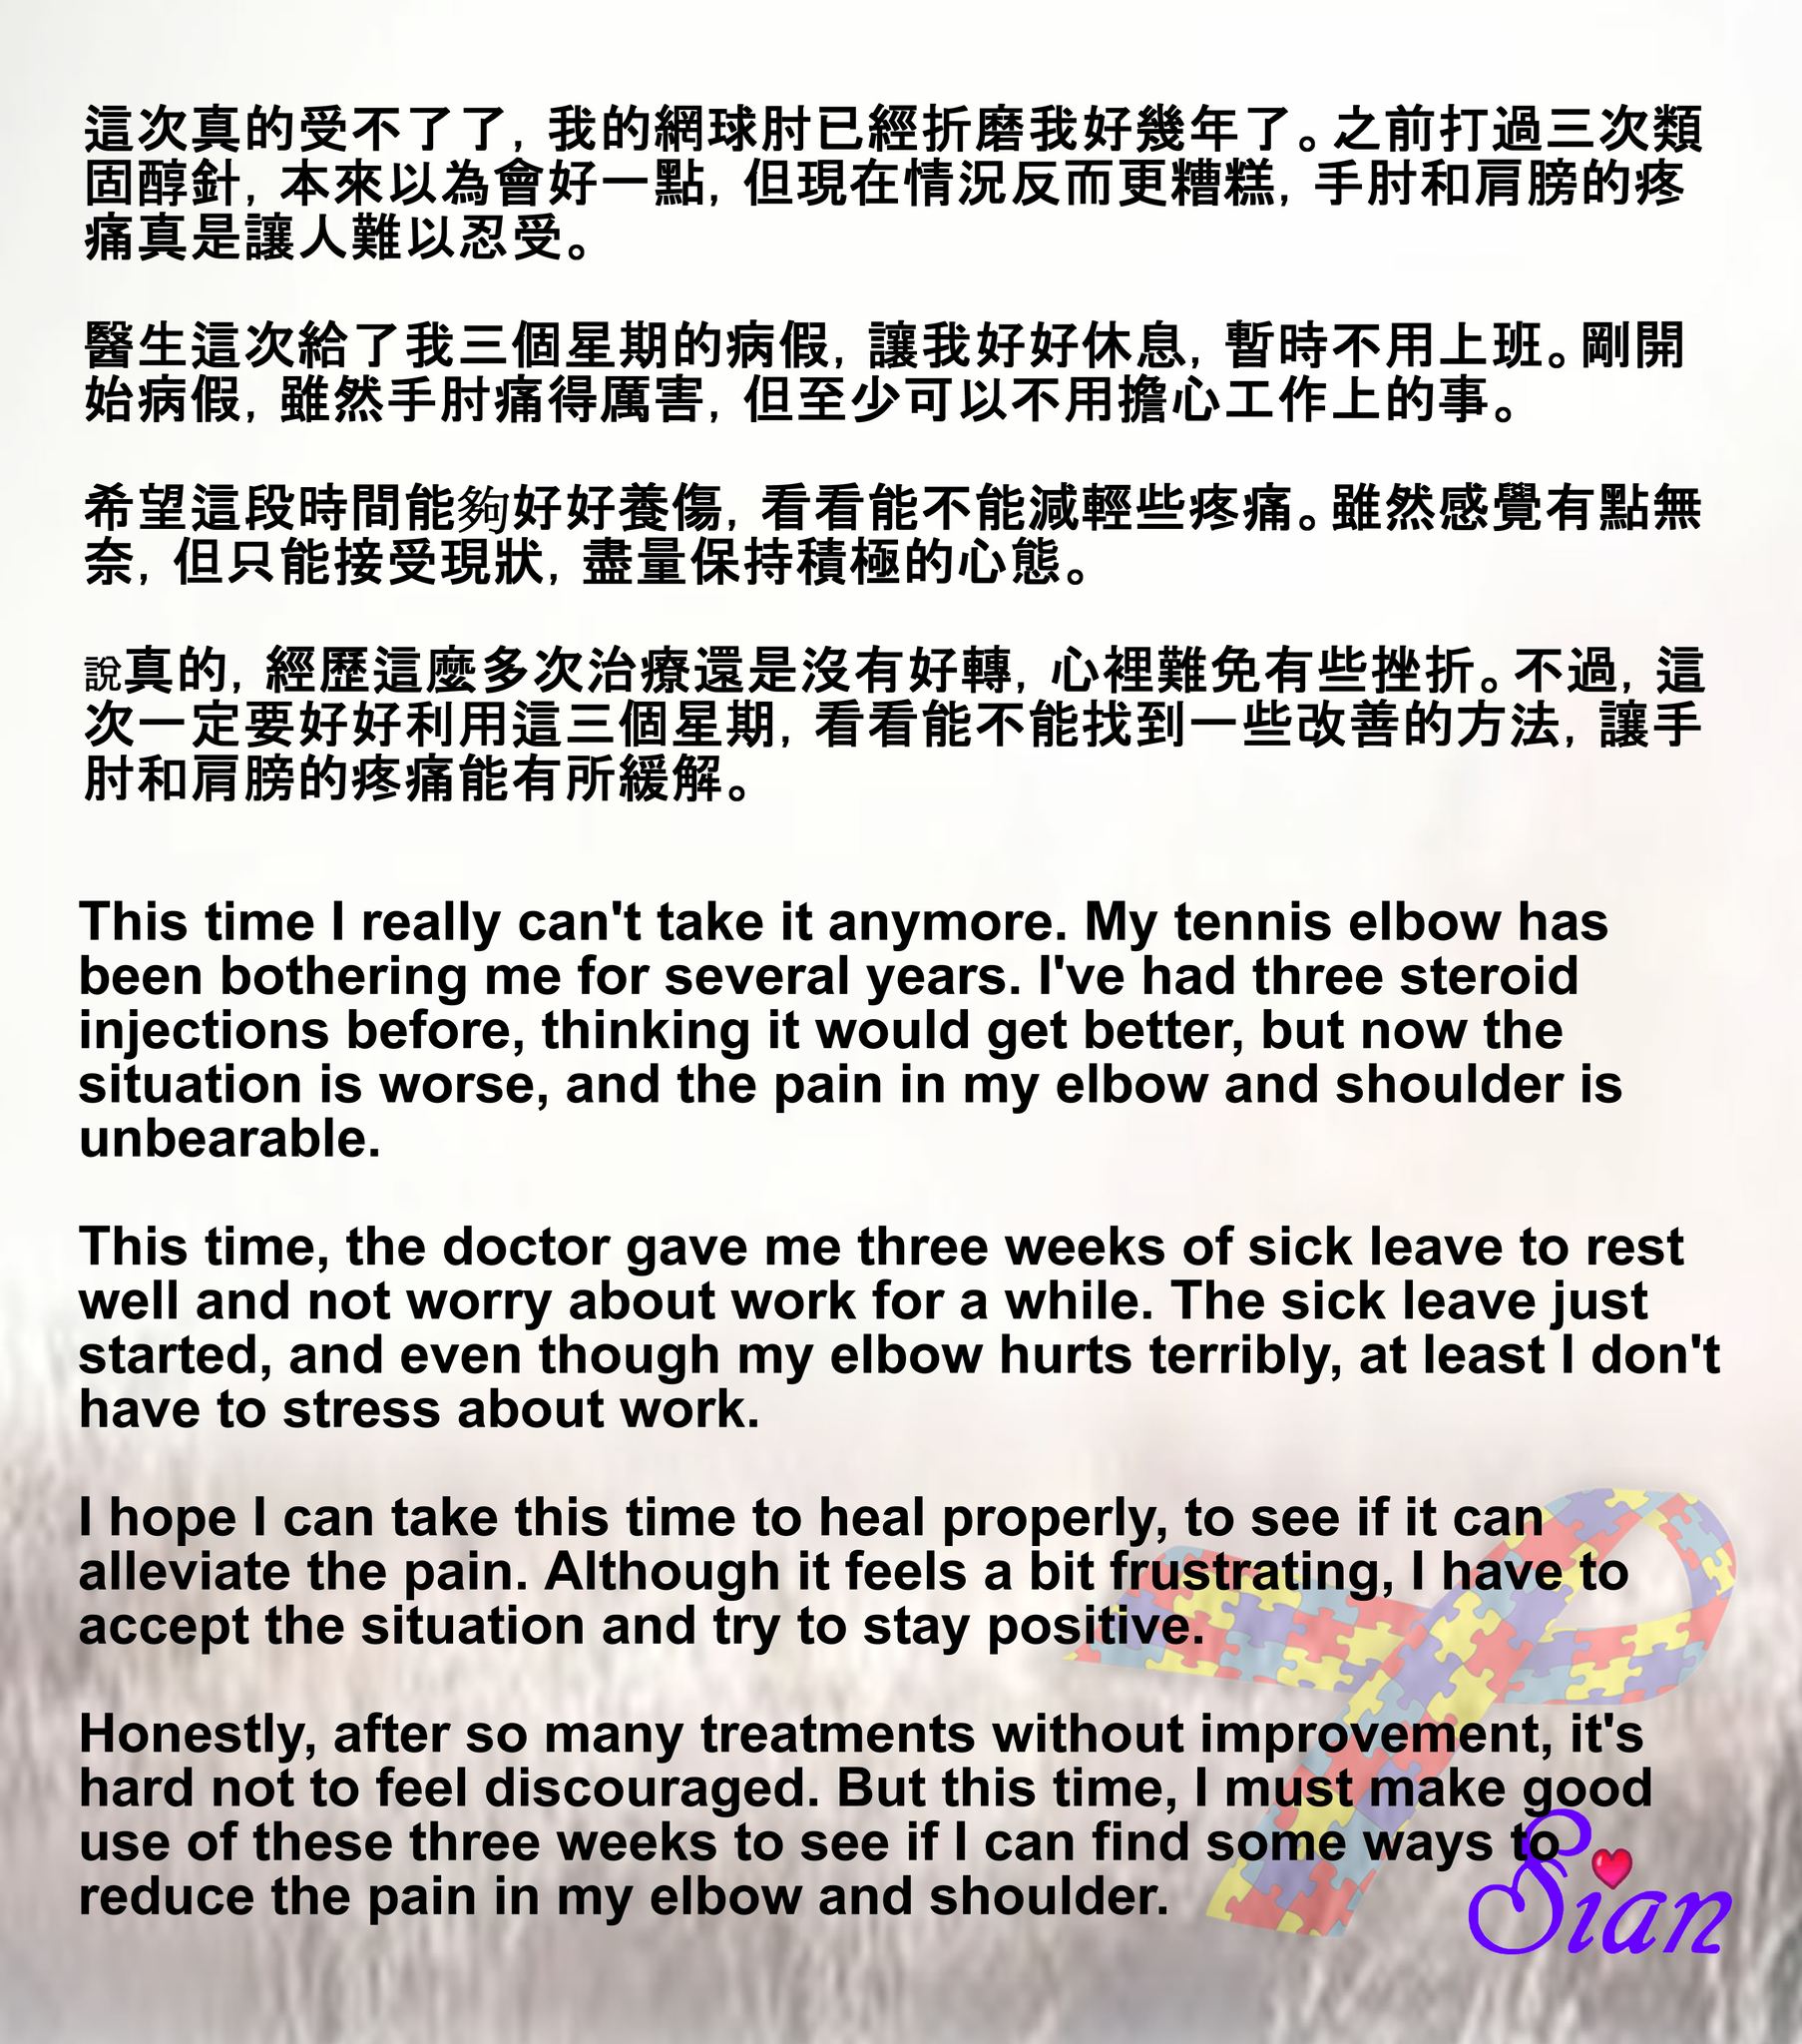 這次真的受不了了, 我的網球肘已經折磨我好幾年了。之前打過三次類
固醇針, 本來以為會好一點, 但現在情況反而更糟糕, 手肘和肩膀的疼
痛真是讓人難以忍受。
醫生這次給了我三個星期的病假, 讓我好好休息, 暫時不用上班。剛開
始病假, 雖然手肘痛得厲害, 但至少可以不用擔心工作上的事。
希望這段時間能夠好好養傷, 看看能不能減輕些疼痛。雖然感覺有點無
奈, 但只能接受現狀, 盡量保持積極的心態。
說真的, 經歷這麼多次治療還是沒有好轉, 心裡難免有些挫折。不過, 這
次一定要好好利用這三個星期, 看看能不能找到一些改善的方法, 讓手
肘和肩膀的疼痛能有所緩解。
This time I really can't take it anymore. My tennis elbow has
been bothering me for several years. I've had three steroid
injections before, thinking it would get better, but now the
situation is worse, and the pain in my elbow and shoulder is
unbearable.
This time, the doctor gave me three weeks of sick leave to rest
well and not worry about work for a while. The sick leave just
started, and even though my elbow hurts terribly, at least I don't
have to stress about work.
I hope I can take this time to heal properly, to see if it can
alleviate the pain. Although it feels a bit frustrating, I have to
accept the situation and try to stay positive.
Honestly, after so many treatments without improvement, it's
hard not to feel discouraged. But this time, I must make good
use of these three weeks to see if I can find some ways to
reduce the pain in my elbow and shoulder.
Sian